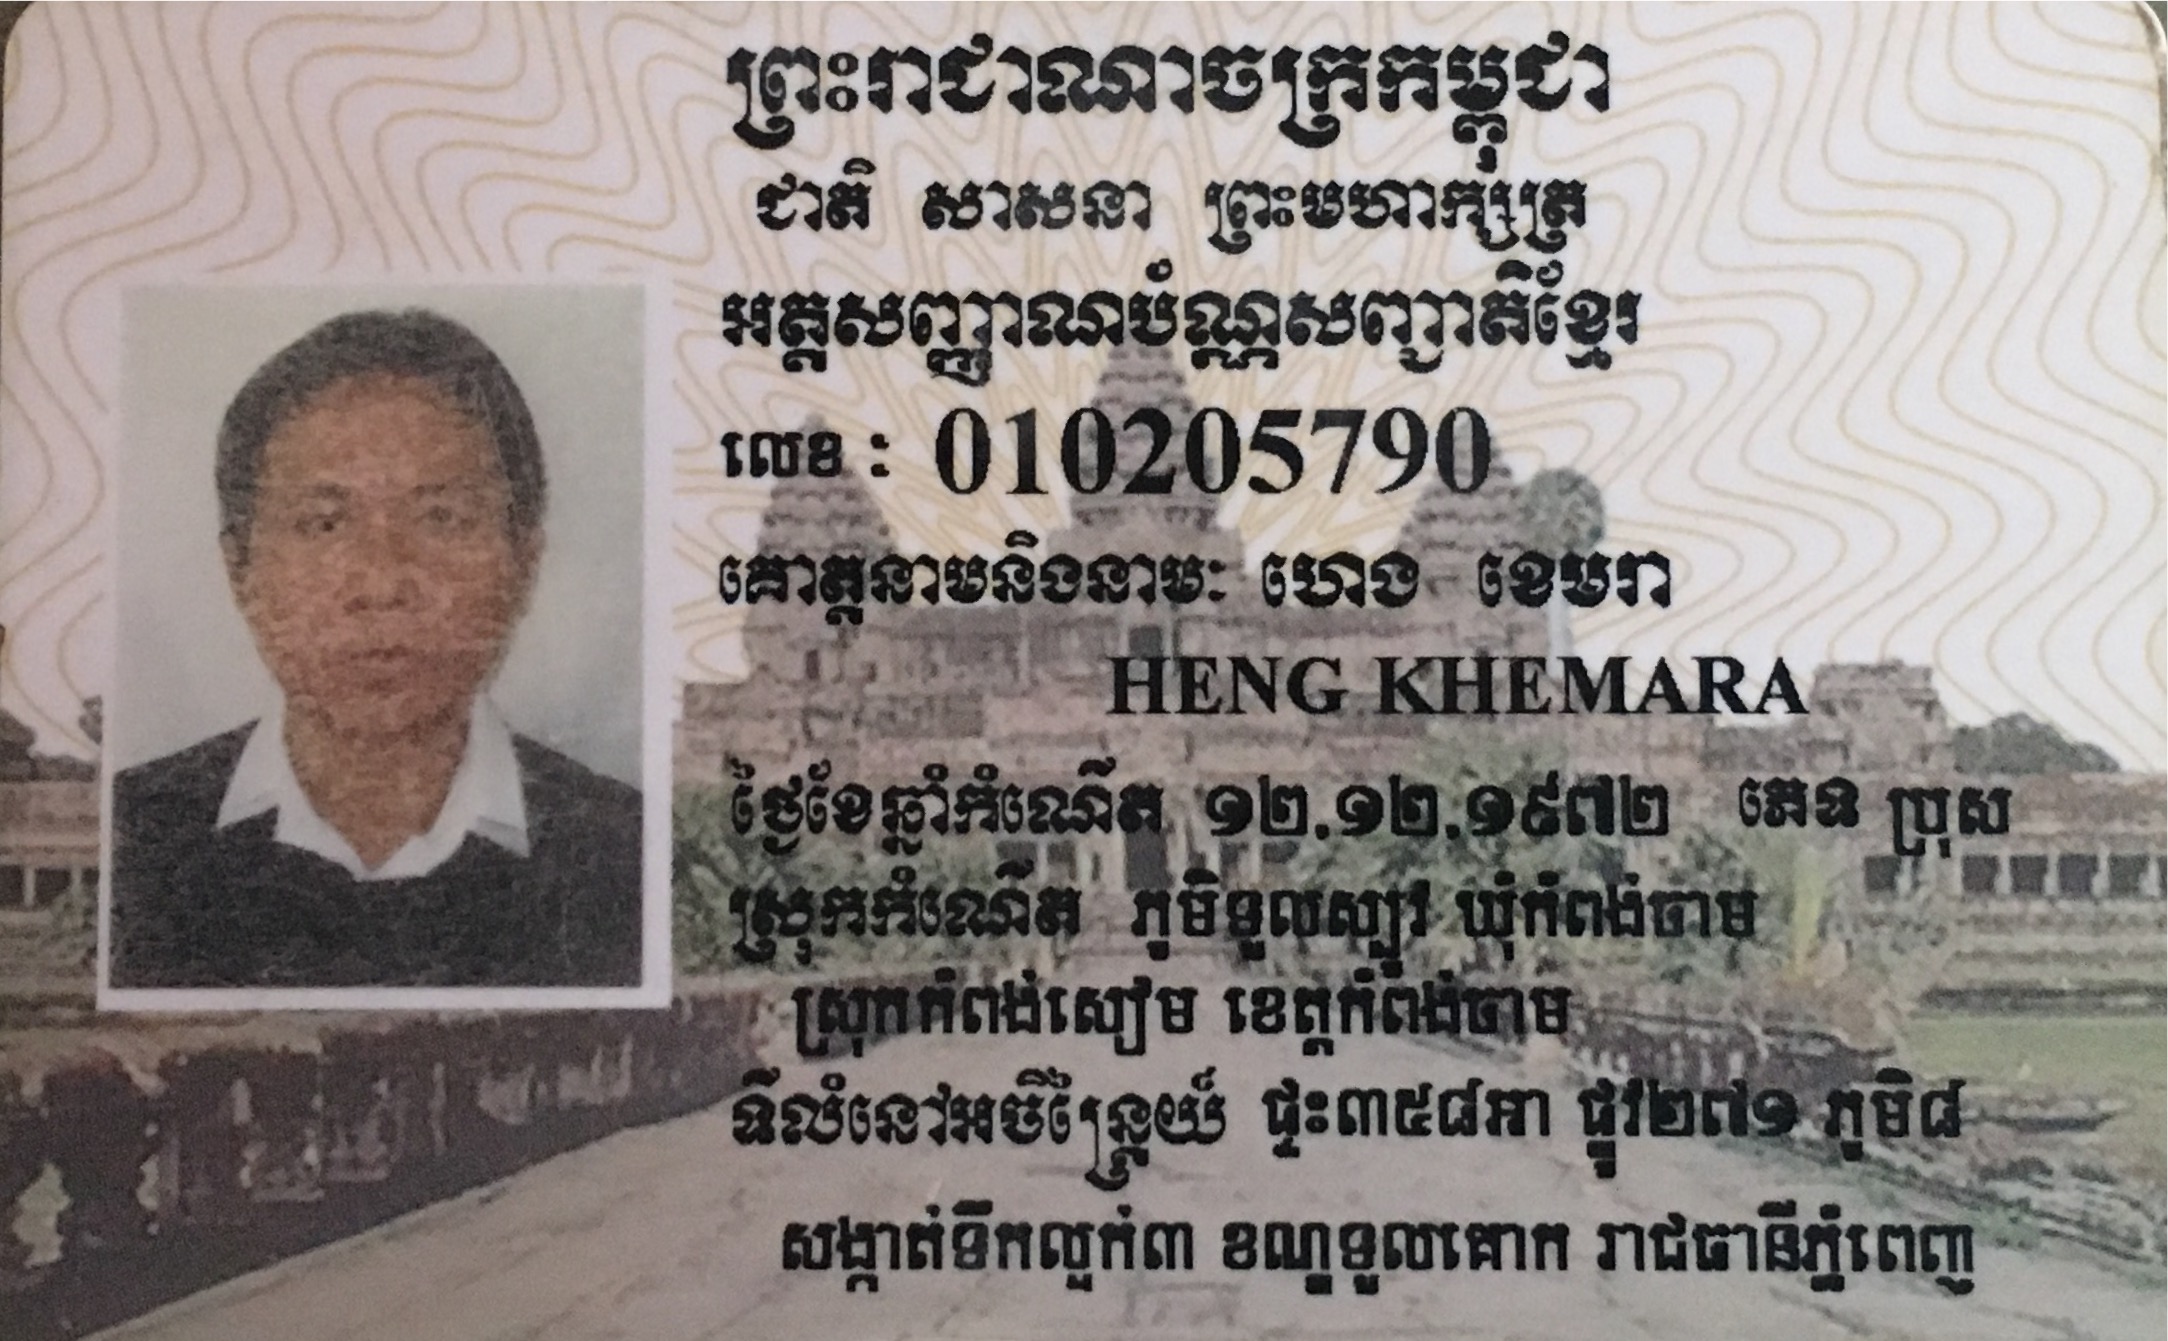 ព្រះរាជាណាចក្រកម្ពុជា
ជាតិ សាសនា ព្រះមហាក្សត្រ
អត្តសញ្ញាណប័ណ្ណសញ្ជាតិខ្មែរ
លេខ : 010205790
គោត្តនាមនិងនាម: ហេង ខេមរា
HENG KHEMARA
ថ្ងៃខែឆ្នាំកំណើត ១២.១២.១៩៧២ ភេទ ប្រុស
ស្រុកកំណើត ភូមិទួលស្បូវ ឃុំកំពង់ចាម
ស្រុកកំពង់សៀម ខេត្តកំពង់ចាម
ទីលំនៅអចិន្ត្រៃយ៍ ផ្ទះ៣៥៨អា ផ្លូវ២៧១ ភូមិ៨
សង្កាត់ទឹកល្អក់៣ ខណ្ឌទួលគោក រាជធានីភ្នំពេញ